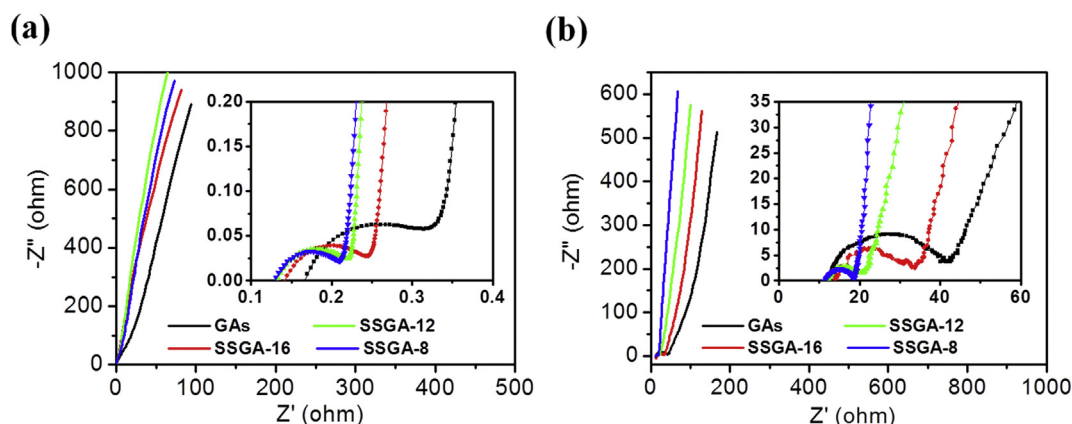 (a)
1000
800
600
400
200
0
-Z" (ohm)
0 100 200 300 400 500
Z' (ohm)
0.20
0.15
0.10
0.05
0.00
0.1 0.2 0.3 0.4
GAs SSGA-12
SSGA-16 SSGA-8
(b)
600
500
400
300
200
100
0
-Z" (ohm)
0 200 400 600 800 1000
Z' (ohm)
35
30
25
20
15
10
5
0
0 20 40 60
GAs SSGA-12
SSGA-16 SSGA-8